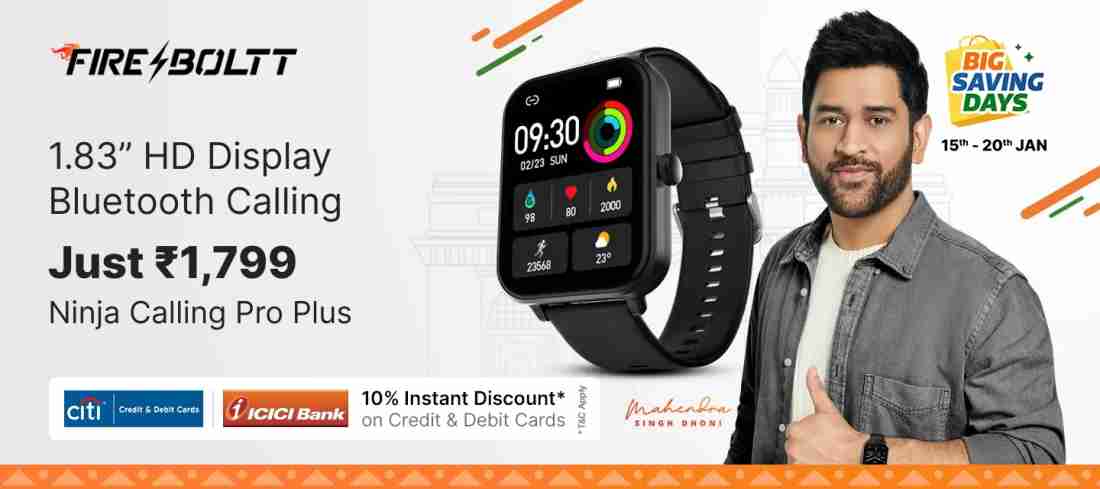 FIRE BOLTT
1.83” HD Display
Bluetooth Calling
Just ₹1,799
Ninja Calling Pro Plus
citi Credit & Debit Cards
i ICICI Bank
10% Instant Discount*
on Credit & Debit Cards
*T&C Apply
09:30
02/23 SUN
98 80 2000
23568 23°
Mahendra
SINGH DHONI
BIG
SAVING
DAYS
15th - 20th JAN